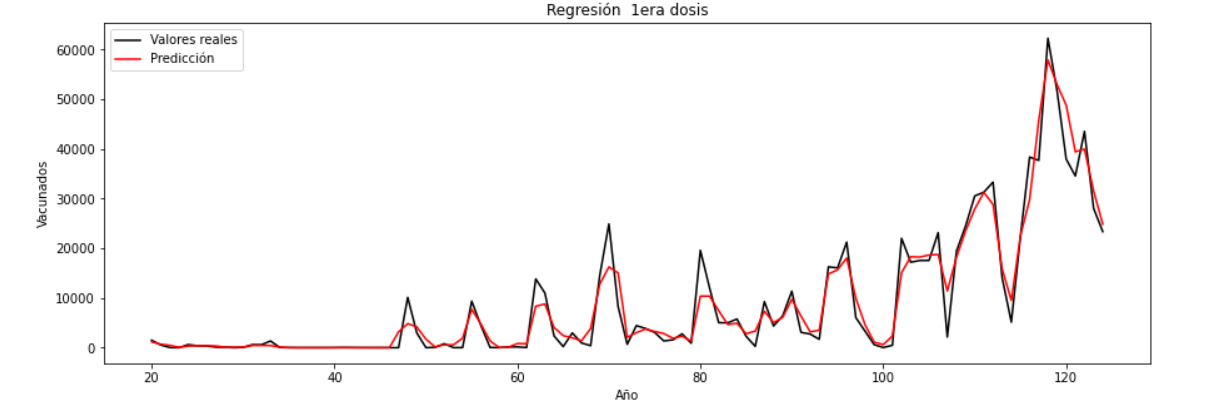 Regresión 1era dosis
Valores reales
Predicción
60000
50000
40000
30000
20000
10000
0
Vacunados
20 40 60 80 100 120
Año